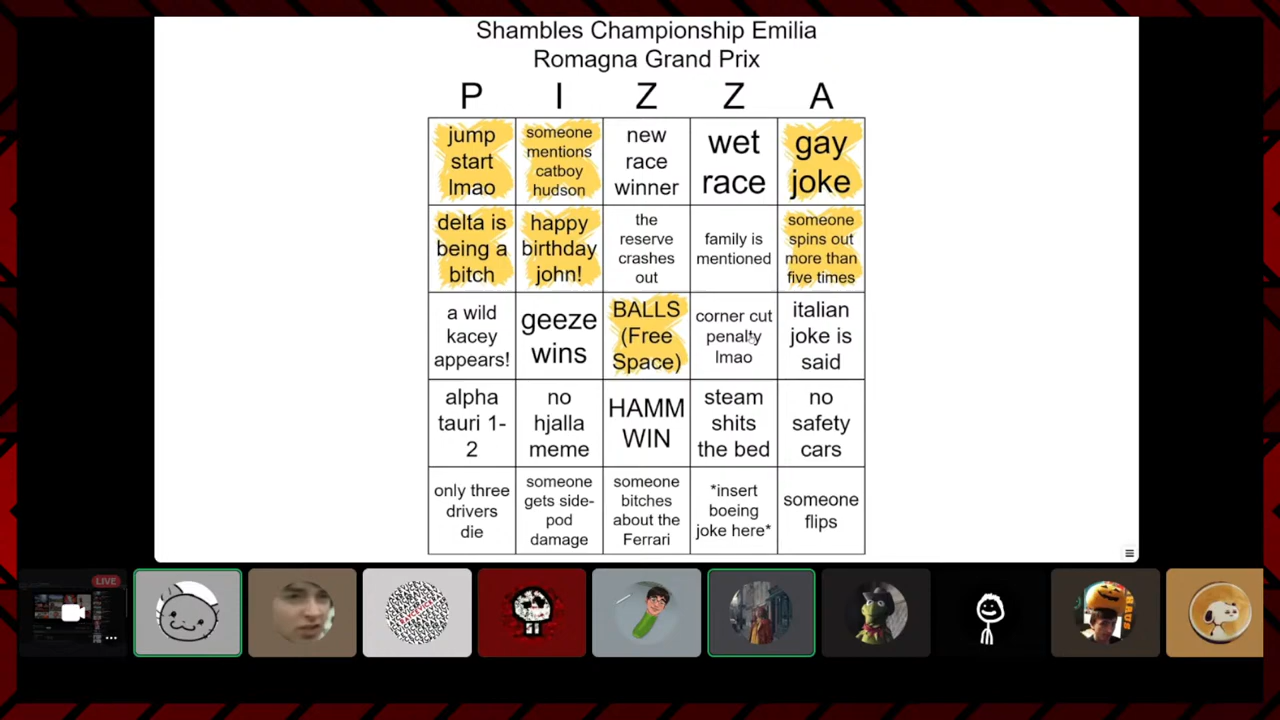 Shambles Championship Emilia
Romagna Grand Prix
P I Z Z A
jump
start
lmao
someone
mentions
catboy
hudson
new
race
winner
wet
race
gay
joke
delta is
being a
bitch
happy
birthday
john!
the
reserve
crashes
out
family is
mentioned
someone
spins out
more than
five times
a wild
kacey
appears!
geeze
wins
BALLS
(Free
Space)
corner cut
penalty
lmao
italian
joke is
said
alpha
tauri 1-
2
no
hjalla
meme
HAMM
WIN
steam
shits
the bed
no
safety
cars
only three
drivers
die
someone
gets side-
pod
damage
someone
bitches
about the
Ferrari
*insert
boeing
joke here*
someone
flips
LIVE